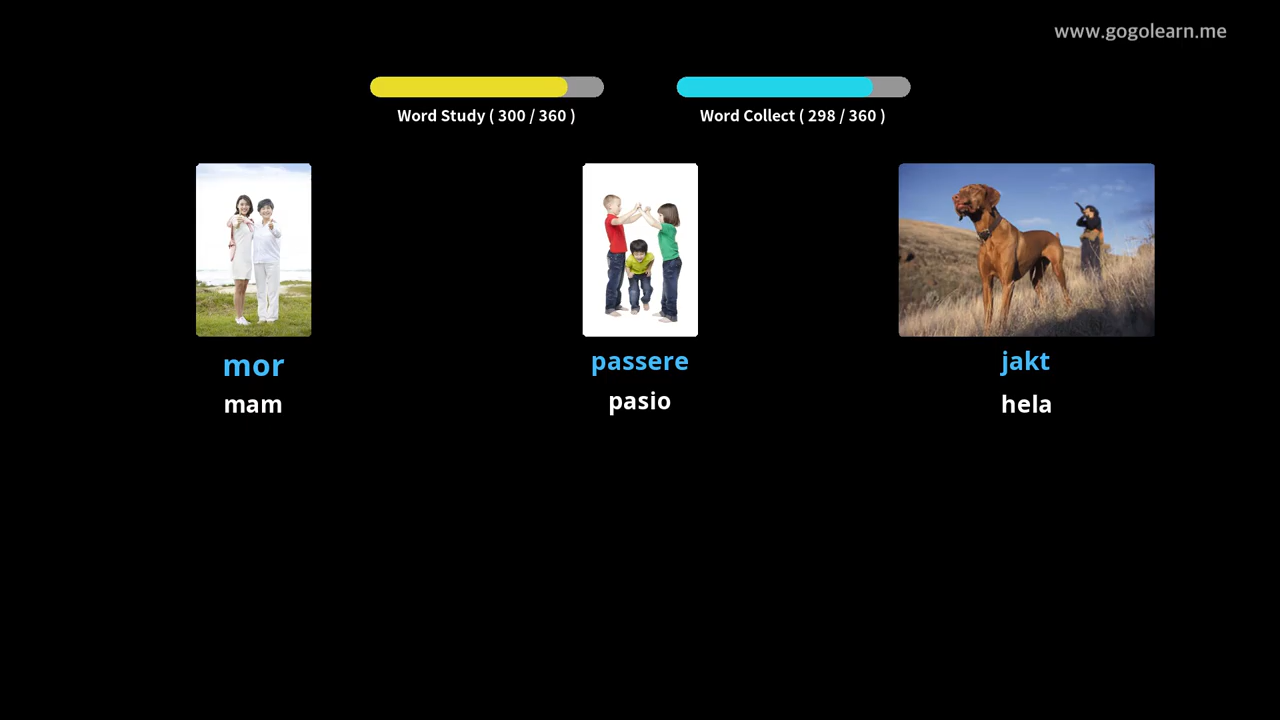 www.gogolearn.me
Word Study ( 300 / 360 )
Word Collect ( 298 / 360 )
mor
mam
passere
pasio
jakt
hela